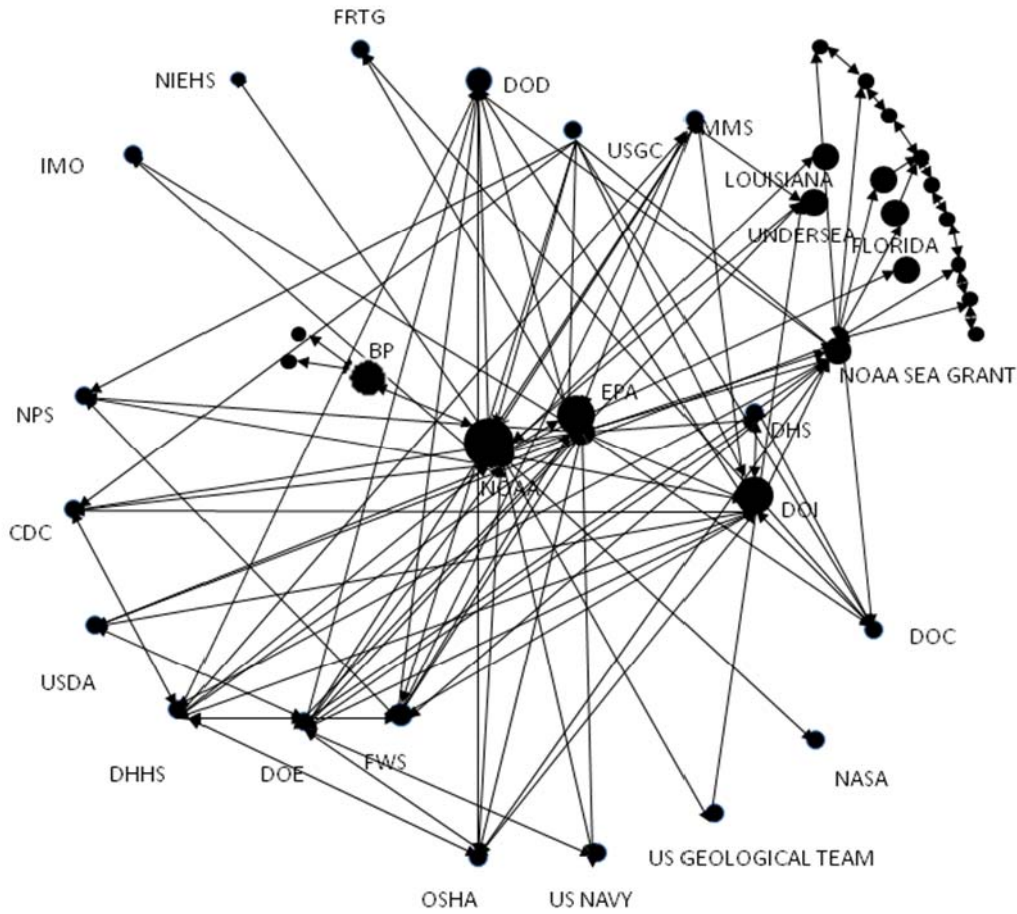 FRTG
NIEHS
DOD
IMO
USGC
MMS
LOUISIANA
UNDERSEA
FLORIDA
BP
NOAA SEA GRANT
EPA
NPS
DHS
NOAA
DOI
CDC
DOC
USDA
DHHS
DOE
FWS
NASA
US GEOLOGICAL TEAM
OSHA
US NAVY